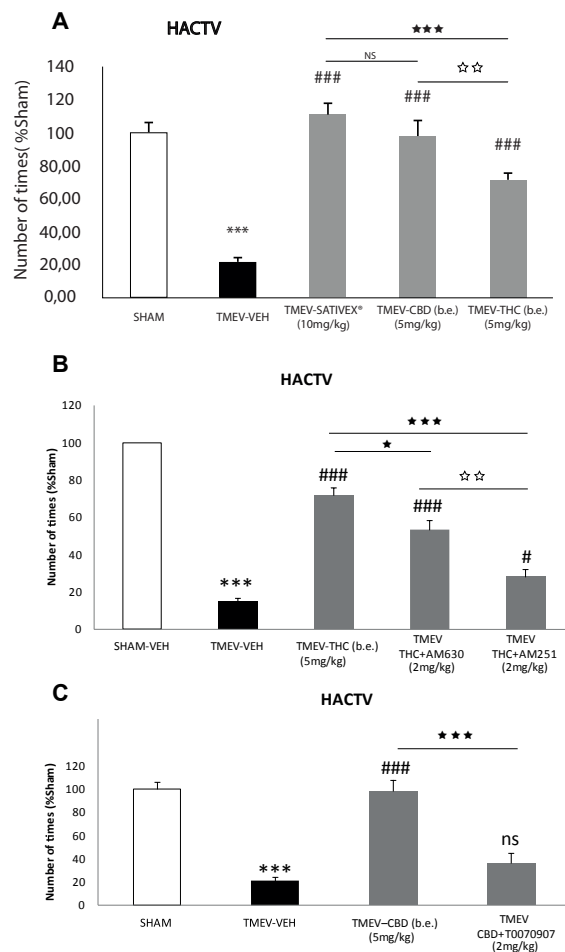 A
HACTV
★★★
NS
☆☆
###
###
###
***
Number of times( %Sham)
140
120
100
80,00
60,00
40,00
20,00
0,00
SHAM
TMEV-VEH
TMEV-SATIVEX®
(10mg/kg)
TMEV-CBD (b.e.)
(5mg/kg)
TMEV-THC (b.e.)
(5mg/kg)
B
HACTV
★★★
★
☆☆
###
###
#
***
Number of times (%Sham)
120
100
80
60
40
20
0
SHAM-VEH
TMEV-VEH
TMEV-THC (b.e.)
(5mg/kg)
TMEV
THC+AM630
(2mg/kg)
TMEV
THC+AM251
(2mg/kg)
C
HACTV
★★★
###
ns
***
Number of times (%Sham)
120
100
80
60
40
20
0
SHAM
TMEV-VEH
TMEV–CBD (b.e.)
(5mg/kg)
TMEV
CBD+T0070907
(2mg/kg)